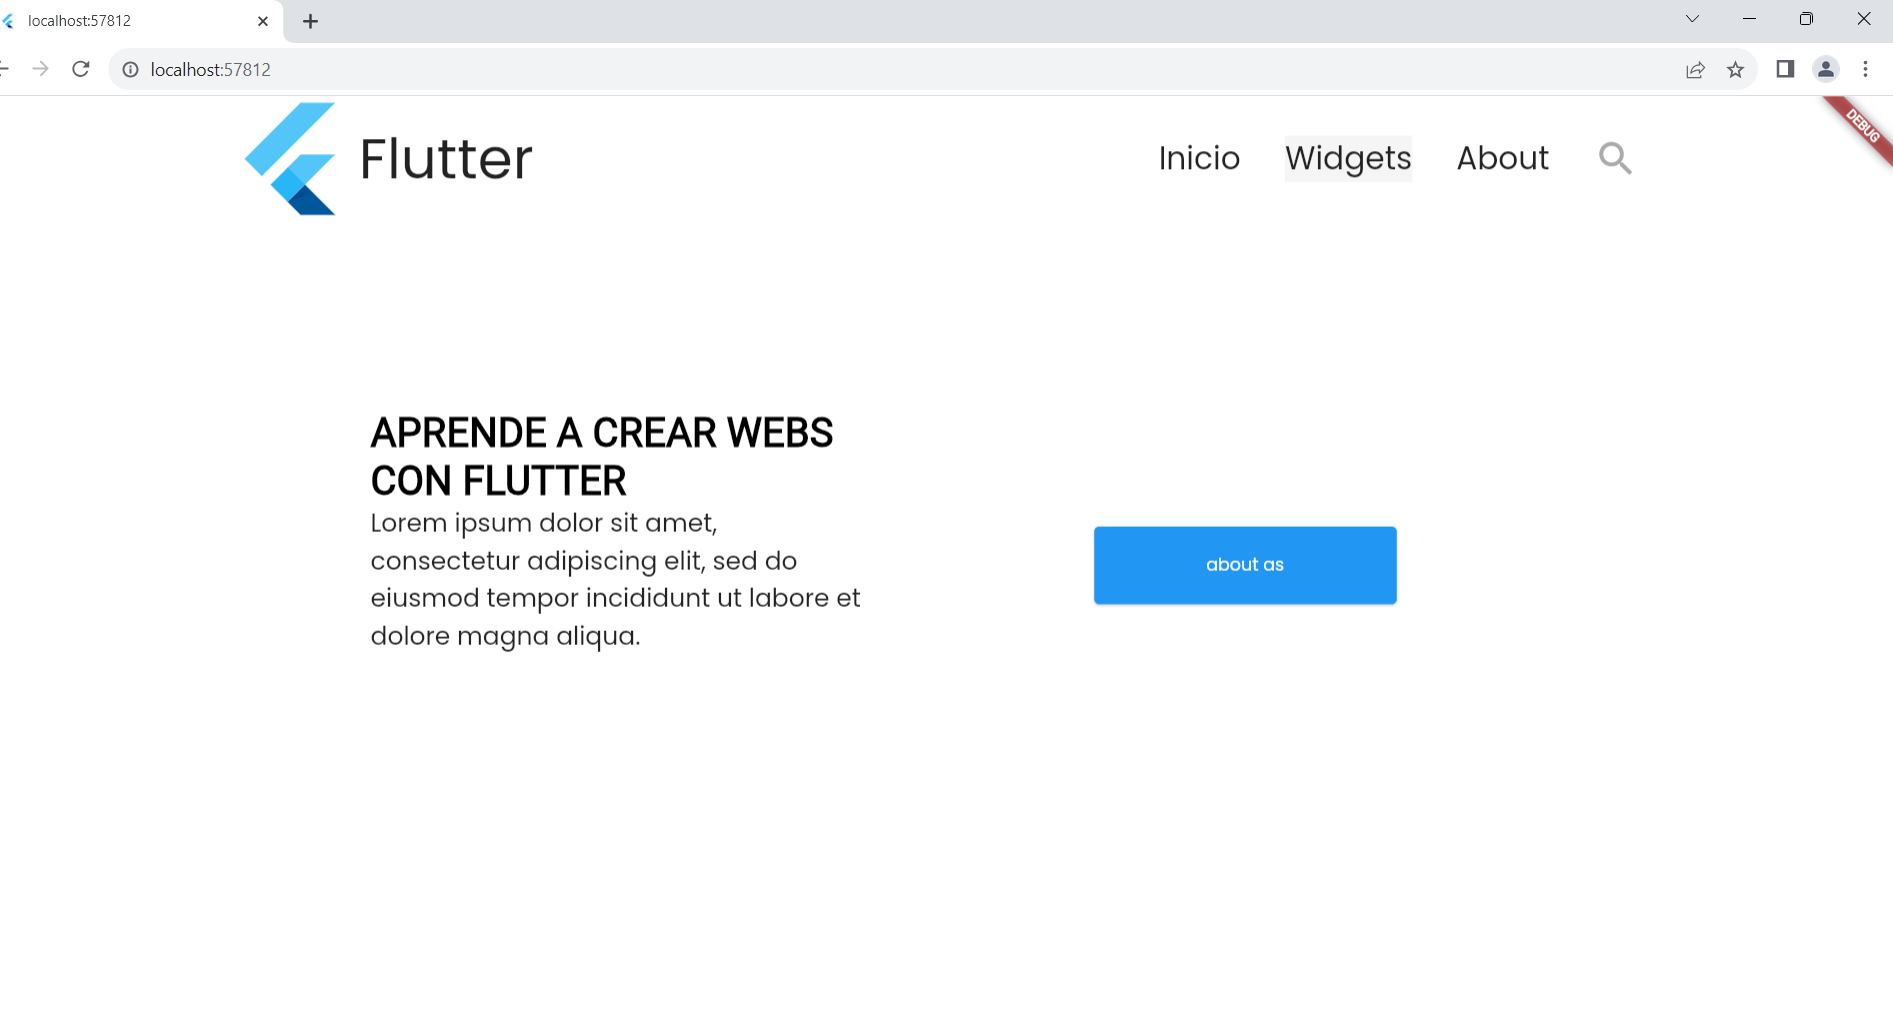 localhost:57812
localhost:57812
DEBUG
Flutter
Inicio Widgets About
APRENDE A CREAR WEBS
CON FLUTTER
Lorem ipsum dolor sit amet,
consectetur adipiscing elit, sed do
eiusmod tempor incididunt ut labore et
dolore magna aliqua.
about as